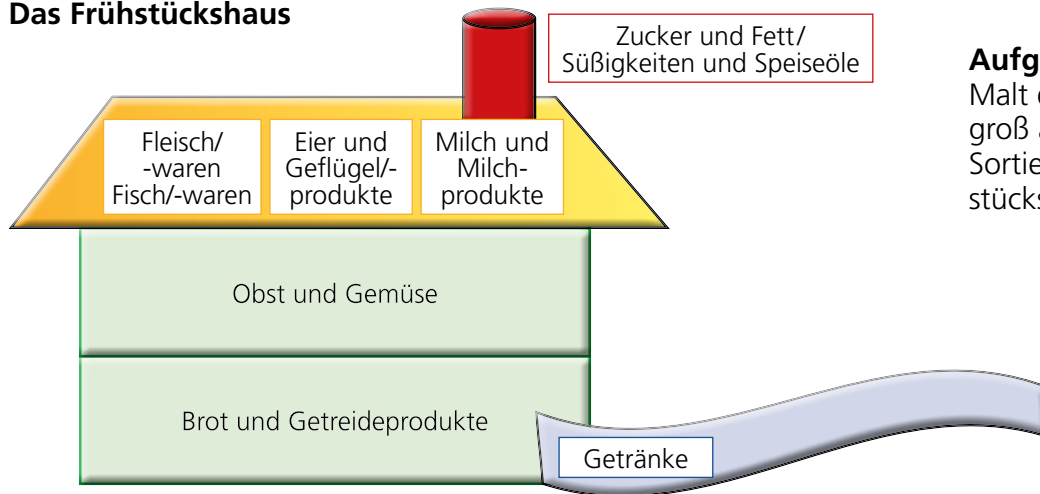 Das Frühstückshaus
Zucker und Fett/
Süßigkeiten und Speiseöle
Fleisch/
-waren
Fisch/-waren
Eier und
Geflügel/-
produkte
Milch und
Milch-
produkte
Obst und Gemüse
Brot und Getreideprodukte
Getränke
Malt
groß
Sortie
stücks